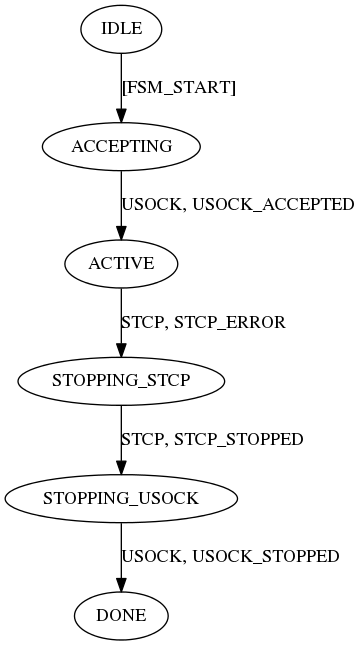 IDLE
[FSM_START]
ACCEPTING
USOCK, USOCK_ACCEPTED
ACTIVE
STCP, STCP_ERROR
STOPPING_STCP
STCP, STCP_STOPPED
STOPPING_USOCK
USOCK, USOCK_STOPPED
DONE